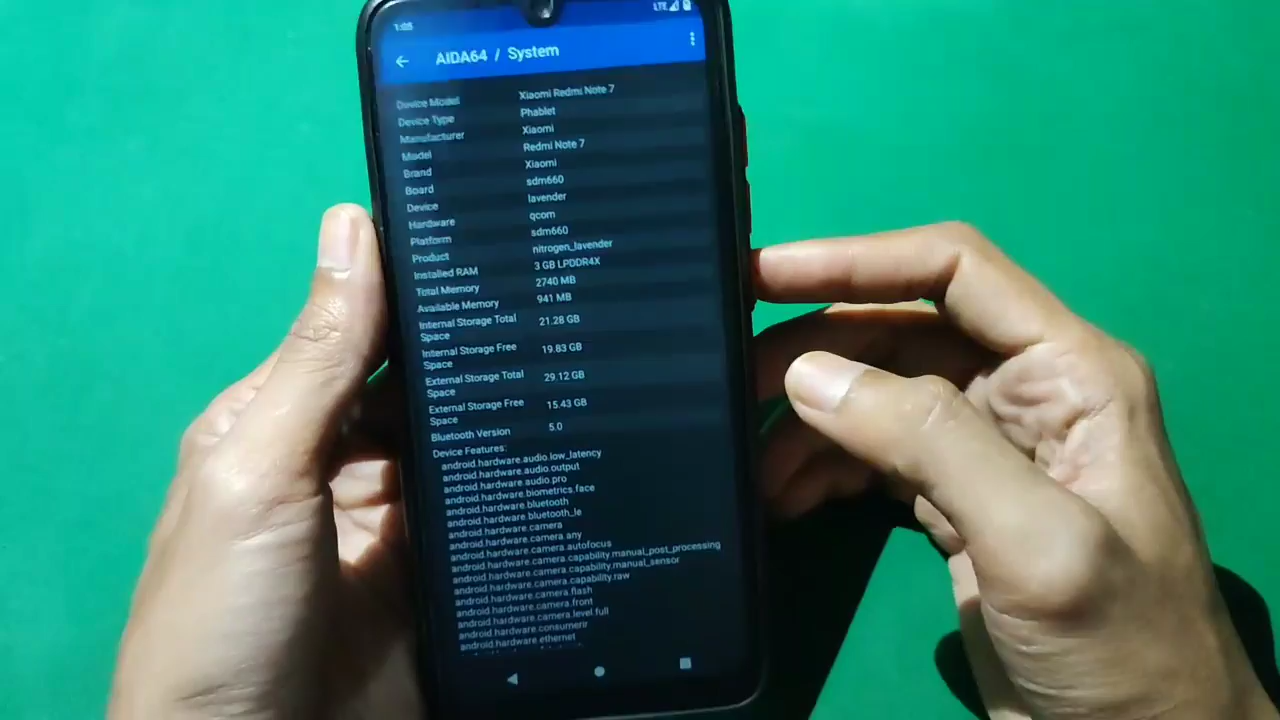 1:05 LTE
AIDA64 / System
Device Model Xiaomi Redmi Note 7
Device Type Phablet
Manufacturer Xiaomi
Model Redmi Note 7
Brand Xiaomi
Board sdm660
Device lavender
Hardware qcom
Platform sdm660
Product nitrogen_lavender
Installed RAM 3 GB LPDDR4X
Total Memory 2740 MB
Available Memory 941 MB
Internal Storage Total 21.28 GB
Space
Internal Storage Free 19.83 GB
Space
External Storage Total 29.12 GB
Space
External Storage Free 15.43 GB
Space
Bluetooth Version 5.0
Device Features:
android.hardware.audio.low_latency
android.hardware.audio.output
android.hardware.audio.pro
android.hardware.biometrics.face
android.hardware.bluetooth
android.hardware.bluetooth_le
android.hardware.camera
android.hardware.camera.any
android.hardware.camera.autofocus
android.hardware.camera.capability.manual_post_processing
android.hardware.camera.capability.manual_sensor
android.hardware.camera.capability.raw
android.hardware.camera.flash
android.hardware.camera.front
android.hardware.camera.level.full
android.hardware.consumerir
android.hardware.ethernet